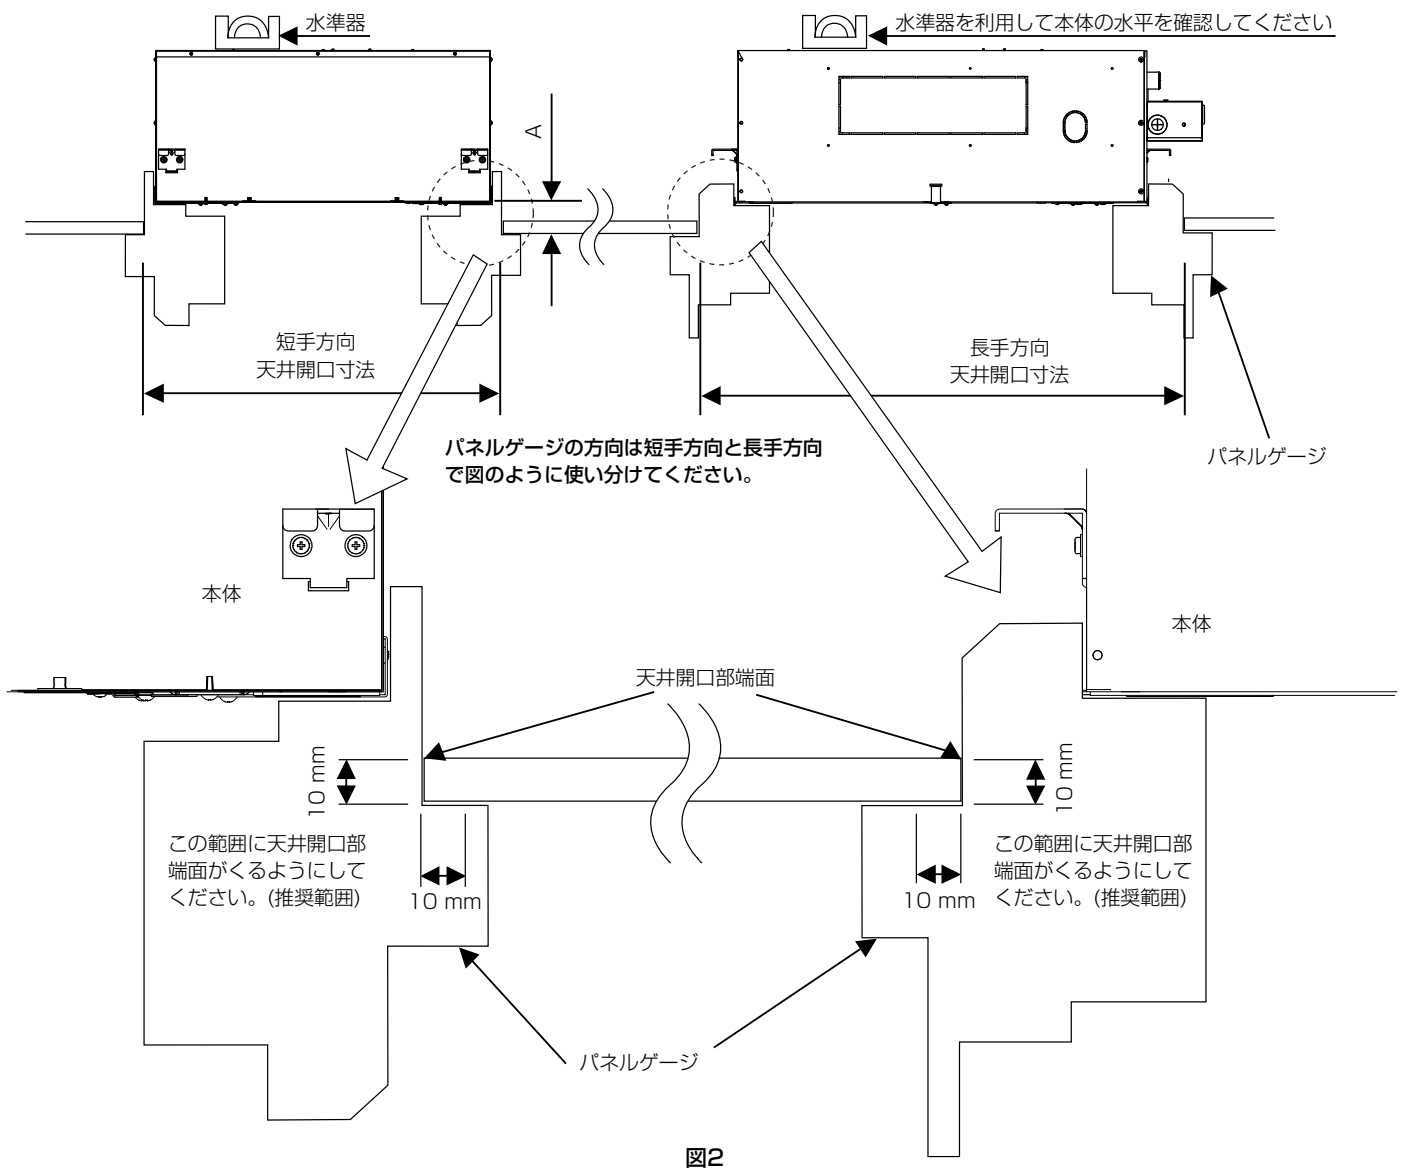 水準器
水準器を利用して本体の水平を確認してください
A
短手方向
天井開口寸法
長手方向
天井開口寸法
パネルゲージの方向は短手方向と長手方向
で図のように使い分けてください。
パネルゲージ
本体
本体
天井開口部端面
10 mm
10 mm
この範囲に天井開口部
端面がくるようにして
ください。(推奨範囲)
10 mm
10 mm
この範囲に天井開口部
端面がくるようにして
ください。(推奨範囲)
パネルゲージ
図2